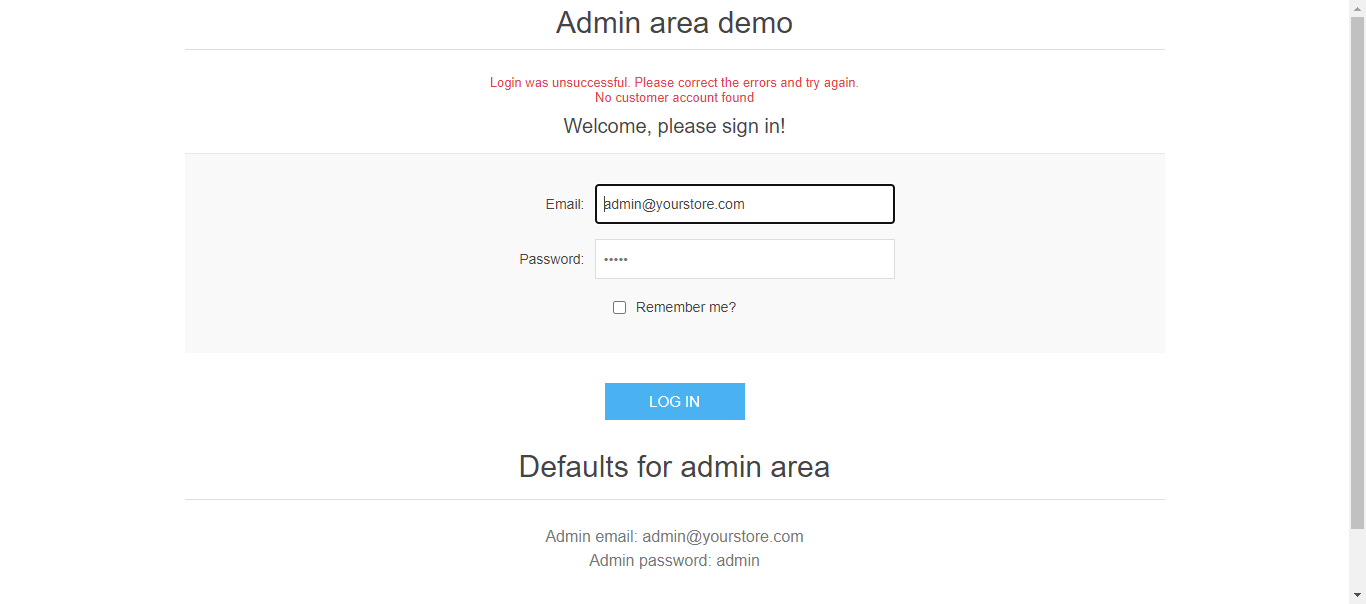 Admin area demo
Login was unsuccessful. Please correct the errors and try again.
No customer account found
Welcome, please sign in!
Email: admin@yourstore.com
Password: •••••
Remember me?
LOG IN
Defaults for admin area
Admin email: admin@yourstore.com
Admin password: admin